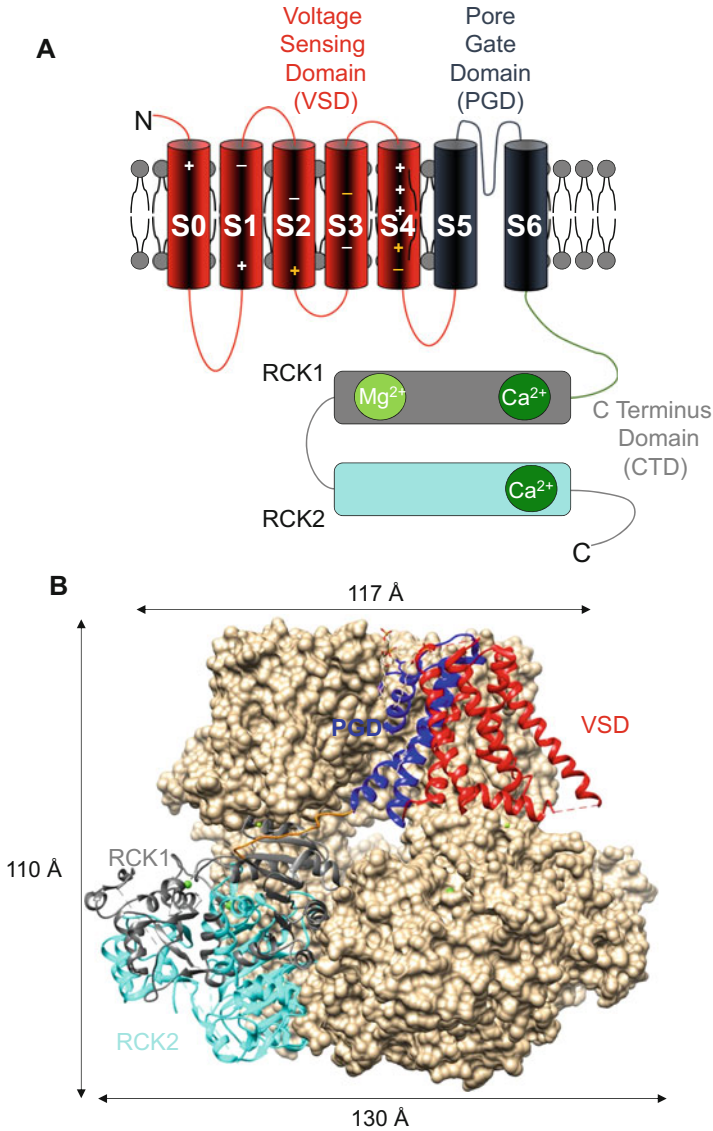 A
Voltage
Sensing
Domain
(VSD)
Pore
Gate
Domain
(PGD)
N
+ – + + +
– – – +
S0 S1 S2 S3 S4 S5 S6
+ + – + –
RCK1
Mg2+
Ca2+
C Terminus
Domain
(CTD)
Ca2+
RCK2
C
B
117 Å
PGD
VSD
RCK1
110 Å
RCK2
130 Å